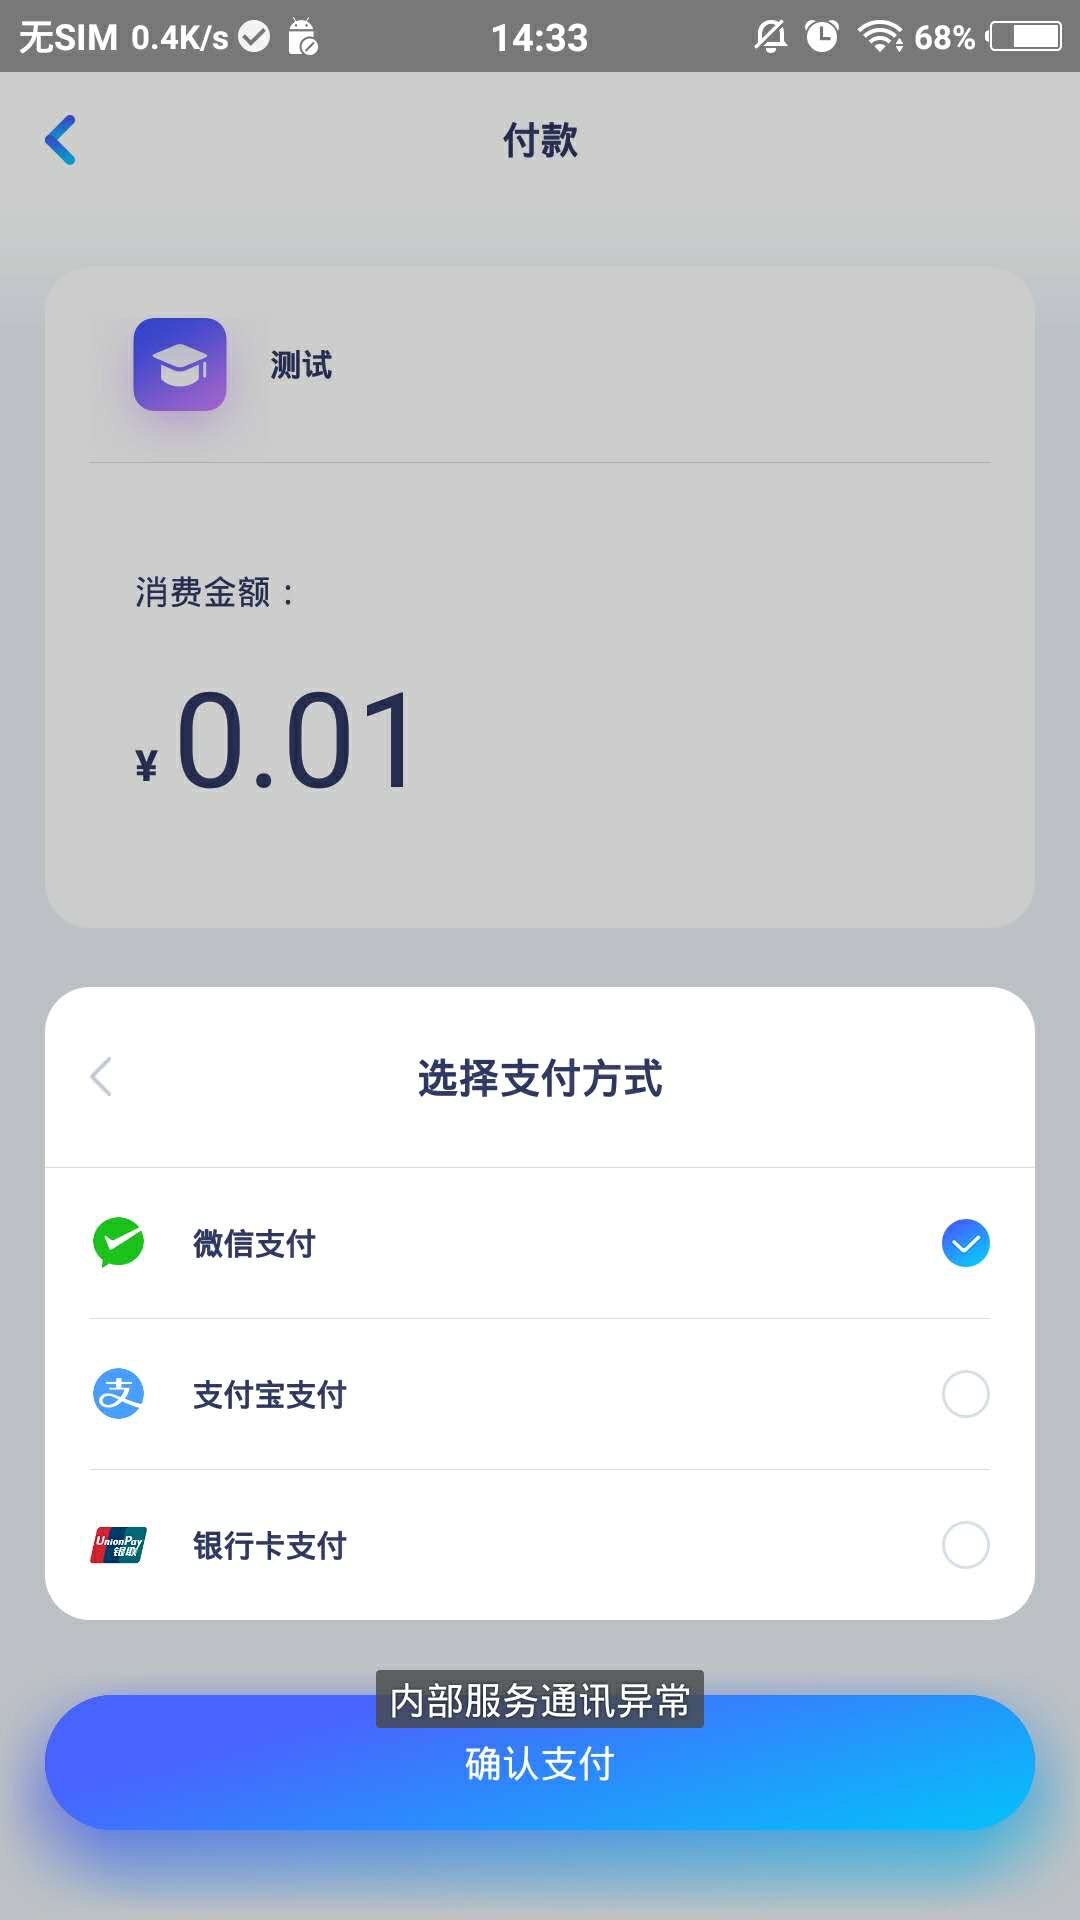 无SIM 0.4K/s 14:33 68%
付款
测试
消费金额：
¥ 0.01
选择支付方式
微信支付
支付宝支付
UnionPay
银联
银行卡支付
内部服务通讯异常
确认支付